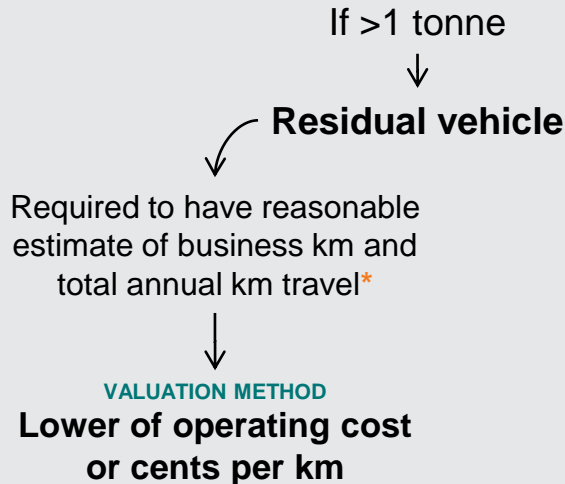 If >1 tonne
Residual vehicle
Required to have reasonable
estimate of business km and
total annual km travel*
VALUATION METHOD
Lower of operating cost
or cents per km